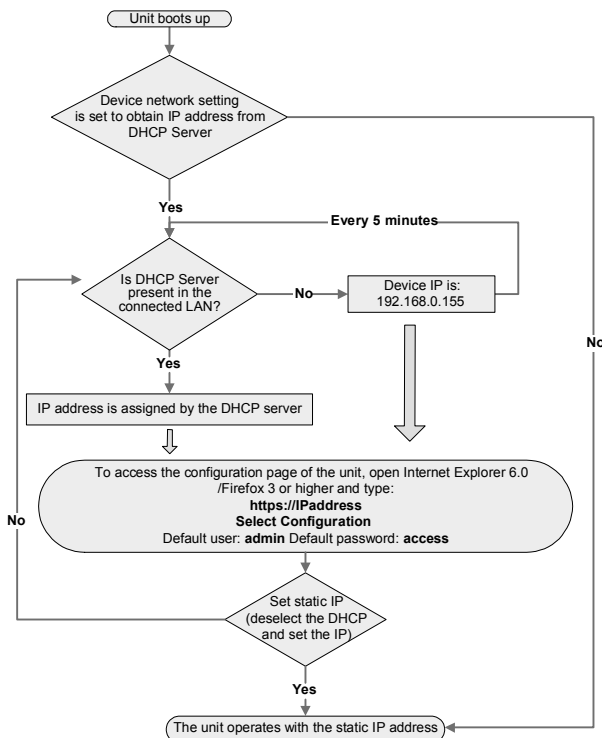 Unit boots up
Device network setting
is set to obtain IP address from
DHCP Server
Yes
Every 5 minutes
Is DHCP Server
present in the
connected LAN?
No
Device IP is:
192.168.0.155
No
Yes
IP address is assigned by the DHCP server
To access the configuration page of the unit, open Internet Explorer 6.0
/Firefox 3 or higher and type:
https://IPaddress
Select Configuration
Default user: admin Default password: access
No
Set static IP
(deselect the DHCP
and set the IP)
Yes
The unit operates with the static IP address